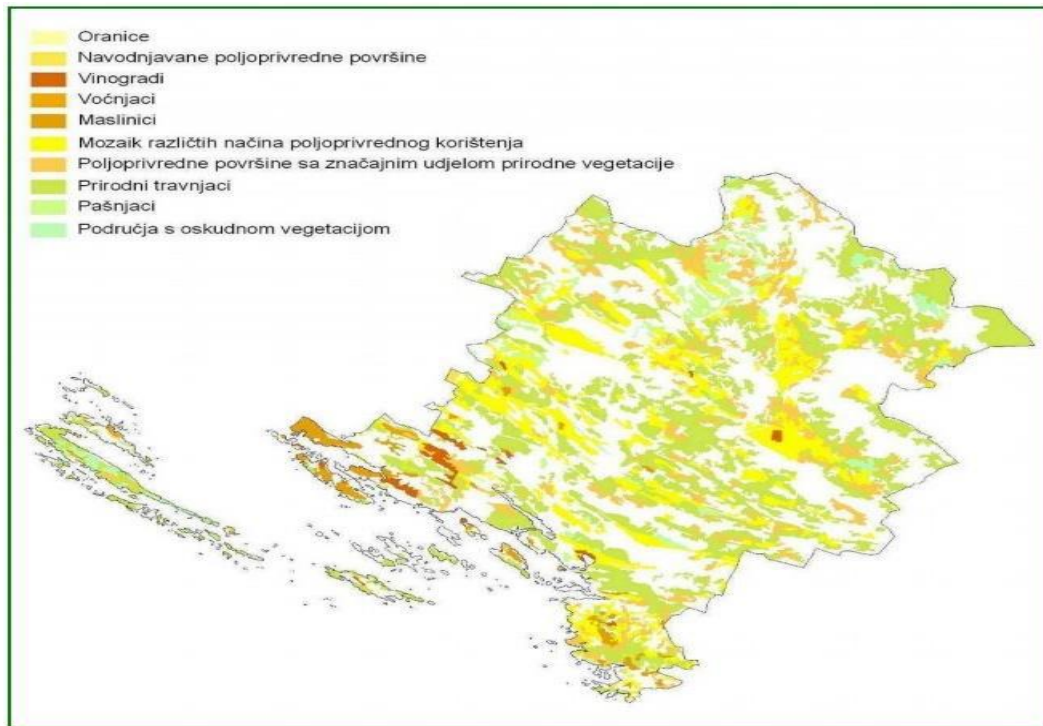 Oranice
Navodnjavane poljoprivredne površine
Vinogradi
Voćnjaci
Maslinici
Mozaik različtih načina poljoprivrednog korištenja
Poljoprivredne površine sa značajnim udjelom prirodne vegetacije
Prirodni travnjaci
Pašnjaci
Područja s oskudnom vegetacijom